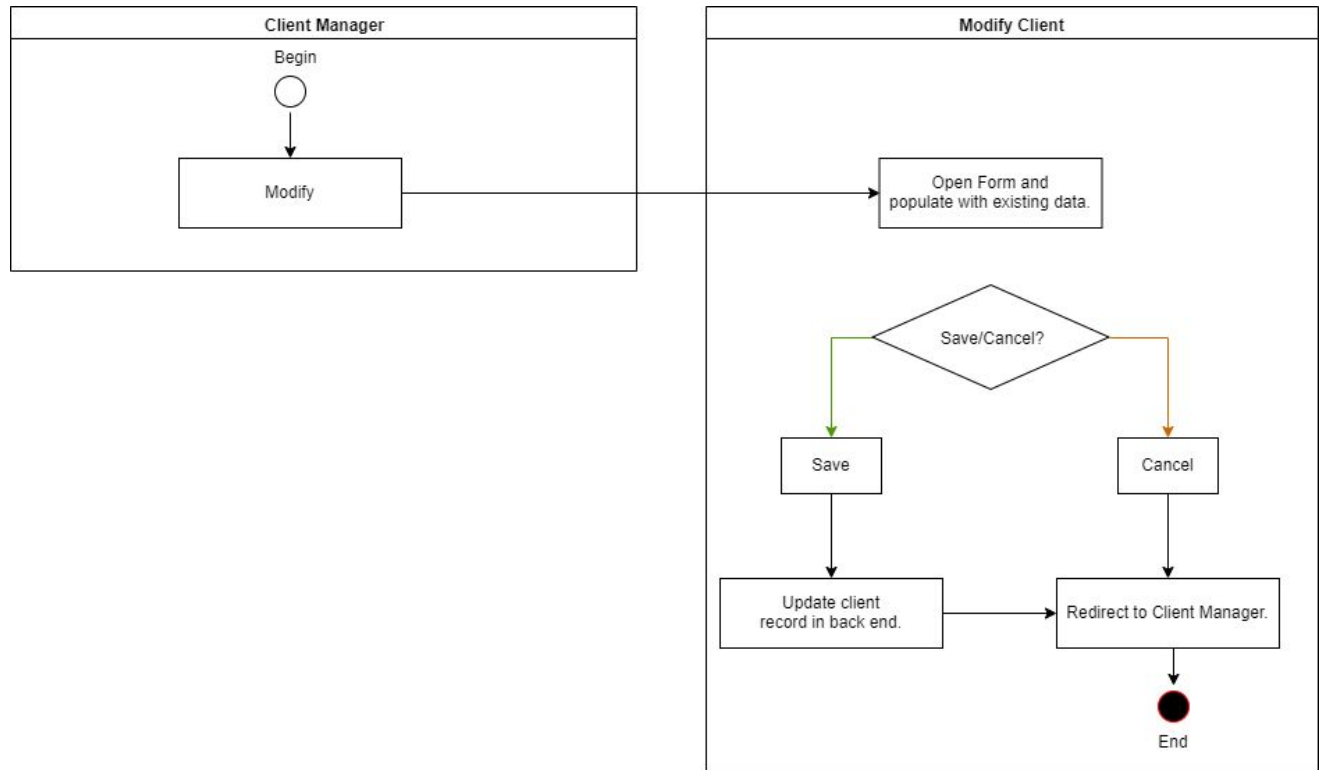 Client Manager
Begin
Modify
Modify Client
Open Form and
populate with existing data.
Save/Cancel?
Save
Cancel
Update client
record in back end.
Redirect to Client Manager.
End